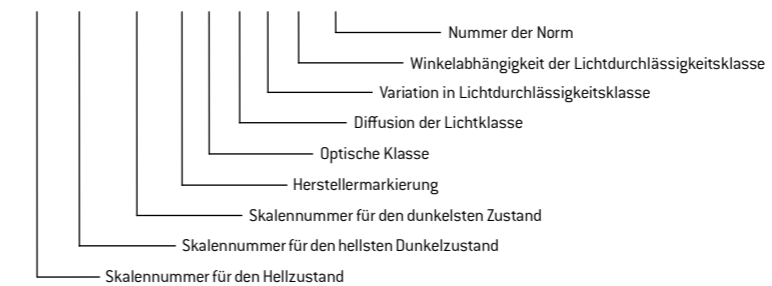 Nummer der Norm
Winkelabhängigkeit der Lichtdurchlässigkeitsklasse
Variation in Lichtdurchlässigkeitsklasse
Diffusion der Lichtklasse
Optische Klasse
Herstellermarkierung
Skalennummer für den dunkelsten Zustand
Skalennummer für den hellsten Dunkelzustand
Skalennummer für den Hellzustand